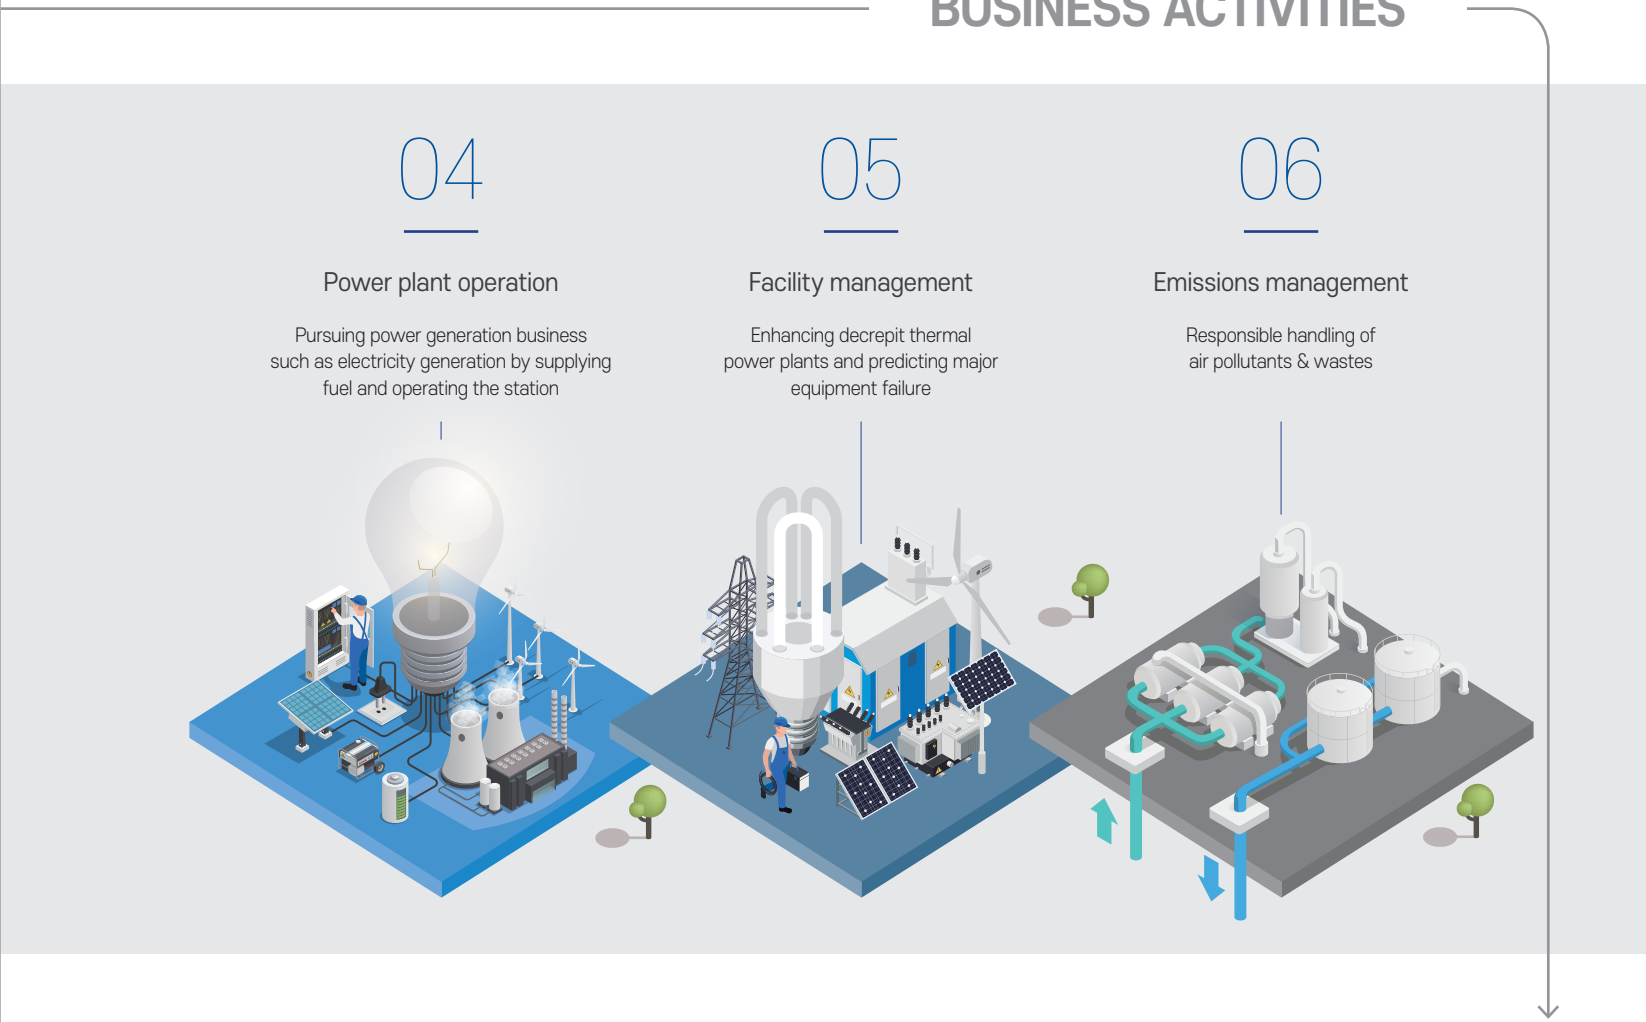 BUSINESS ACTIVITIES
04
05
06
Power plant operation
Pursuing power generation business
such as electricity generation by supplying
fuel and operating the station
Facility management
Enhancing decrepit thermal
power plants and predicting major
equipment failure
Emissions management
Responsible handling of
air pollutants & wastes